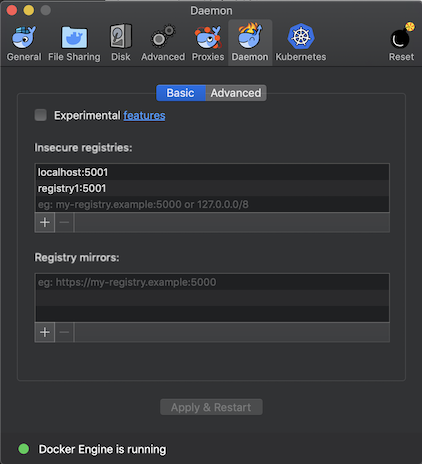 Daemon
General File Sharing Disk Advanced Proxies Daemon Kubernetes Reset
Basic Advanced
Experimental features
Insecure registries:
localhost:5001
registry1:5001
eg: my-registry.example:5000 or 127.0.0.0/8
+ −
Registry mirrors:
eg: https://my-registry.example:5000
+ −
Apply & Restart
Docker Engine is running